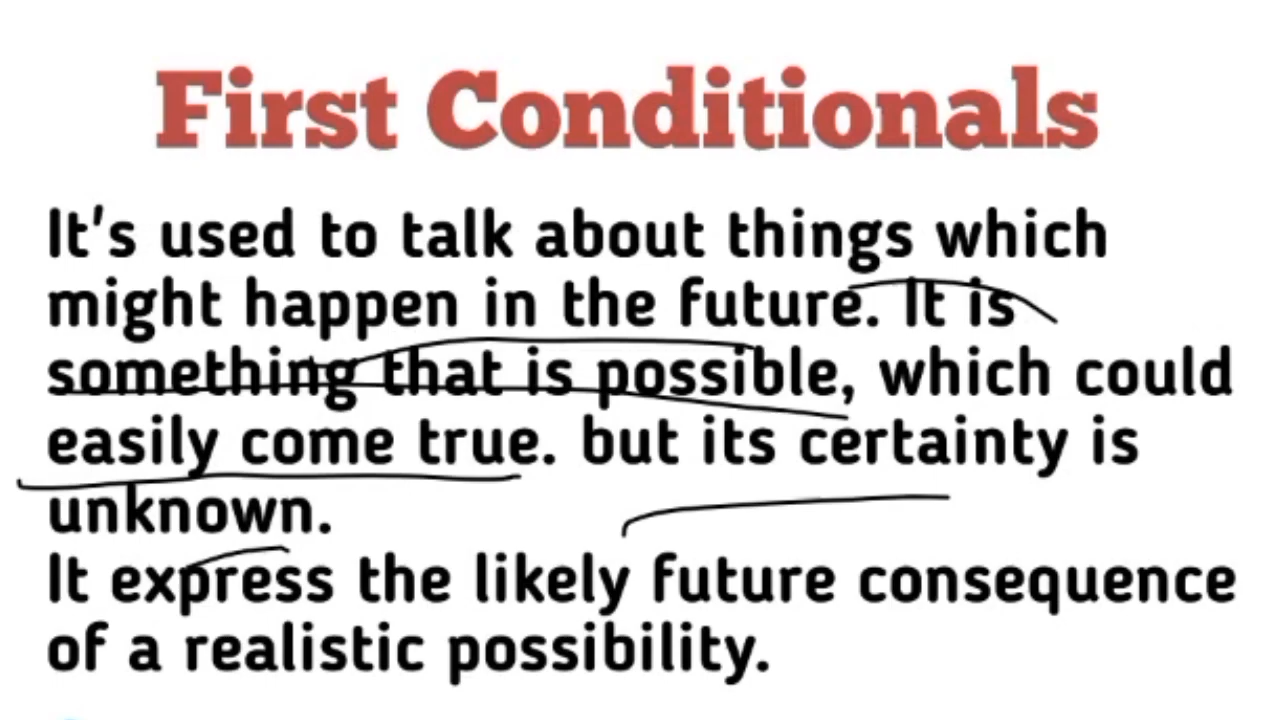 First Conditionals
It's used to talk about things which
might happen in the future. It is
something that is possible, which could
easily come true. but its certainty is
unknown.
It express the likely future consequence
of a realistic possibility.